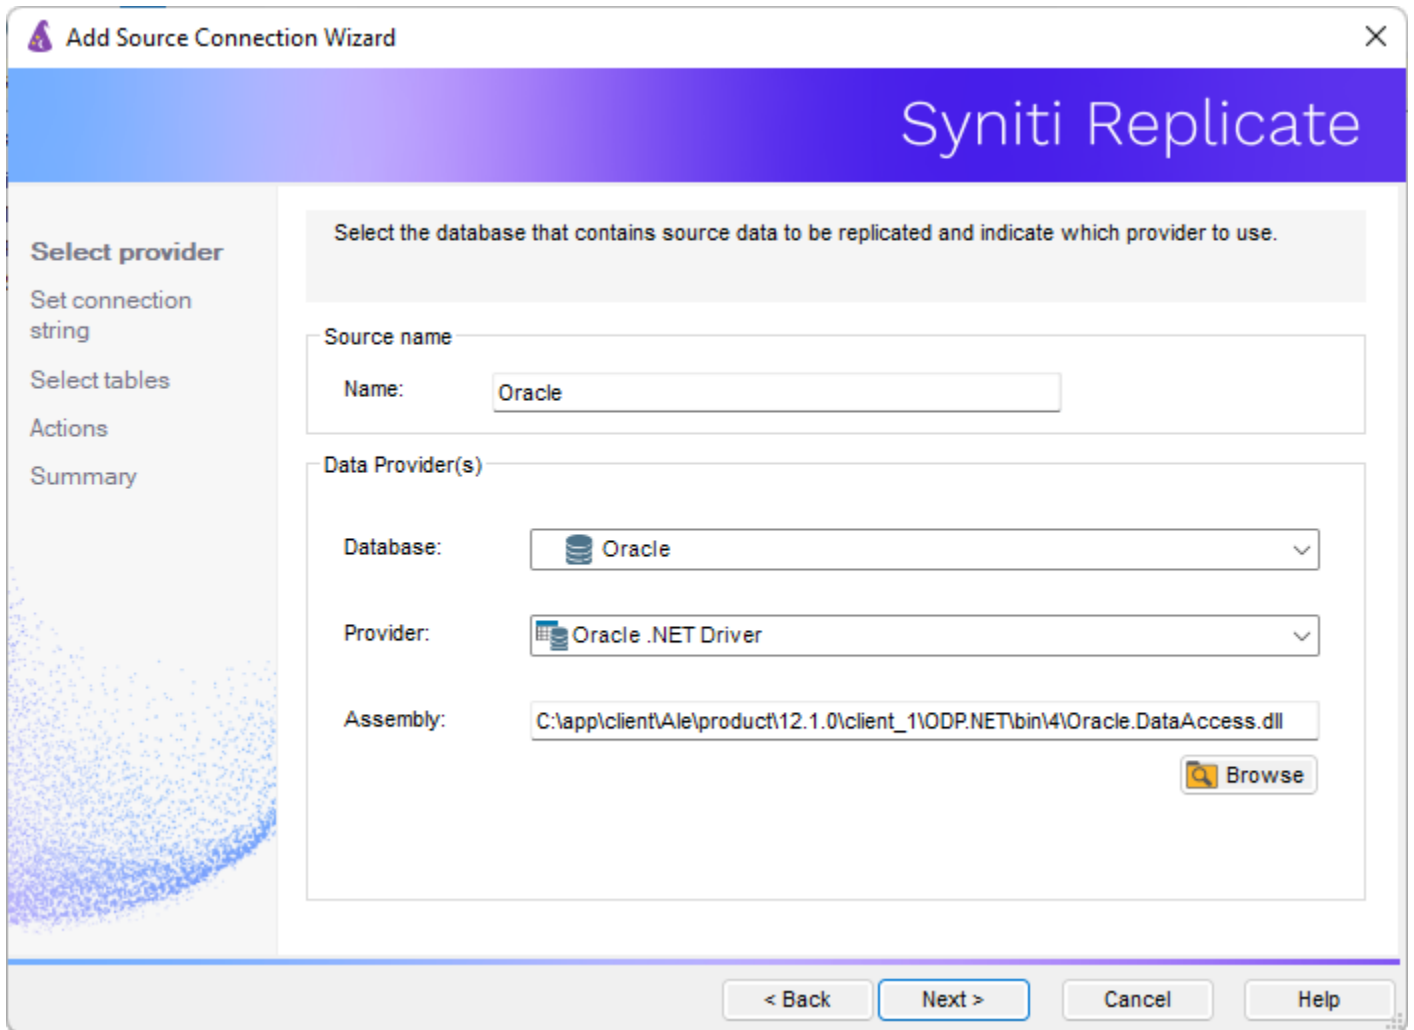 Add Source Connection Wizard
Syniti Replicate
Select provider
Set connection
string
Select tables
Actions
Summary
Select the database that contains source data to be replicated and indicate which provider to use.
Source name
Name:
Oracle
Data Provider(s)
Database:
Oracle
Provider:
Oracle .NET Driver
Assembly:
C:\app\client\Ale\product\12.1.0\client_1\ODP.NET\bin\4\Oracle.DataAccess.dll
Browse
< Back
Next >
Cancel
Help